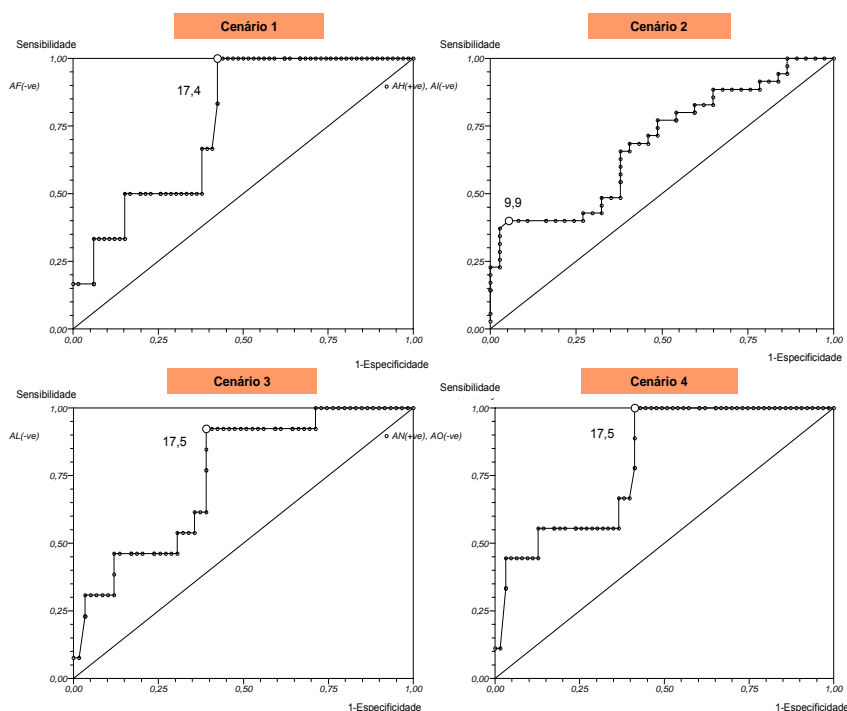 Cenário 1
Sensibilidade
1,00
0,75
0,50
0,25
0,00
AF(-ve)
17,4
0,00
0,25
0,50
0,75
1,00
1-Especificidade
Cenário 2
Sensibilidade
1,00
0,75
0,50
0,25
0,00
AH(+ve), AI(-ve)
9,9
0,00
0,25
0,50
0,75
1,00
1-Especificidade
Cenário 3
Sensibilidade
1,00
0,75
0,50
0,25
0,00
AL(-ve)
17,5
0,00
0,25
0,50
0,75
1,00
1-Especificidade
Cenário 4
Sensibilidade
1,00
0,75
0,50
0,25
0,00
AN(+ve), AO(-ve)
17,5
0,00
0,25
0,50
0,75
1,00
1-Especificidade